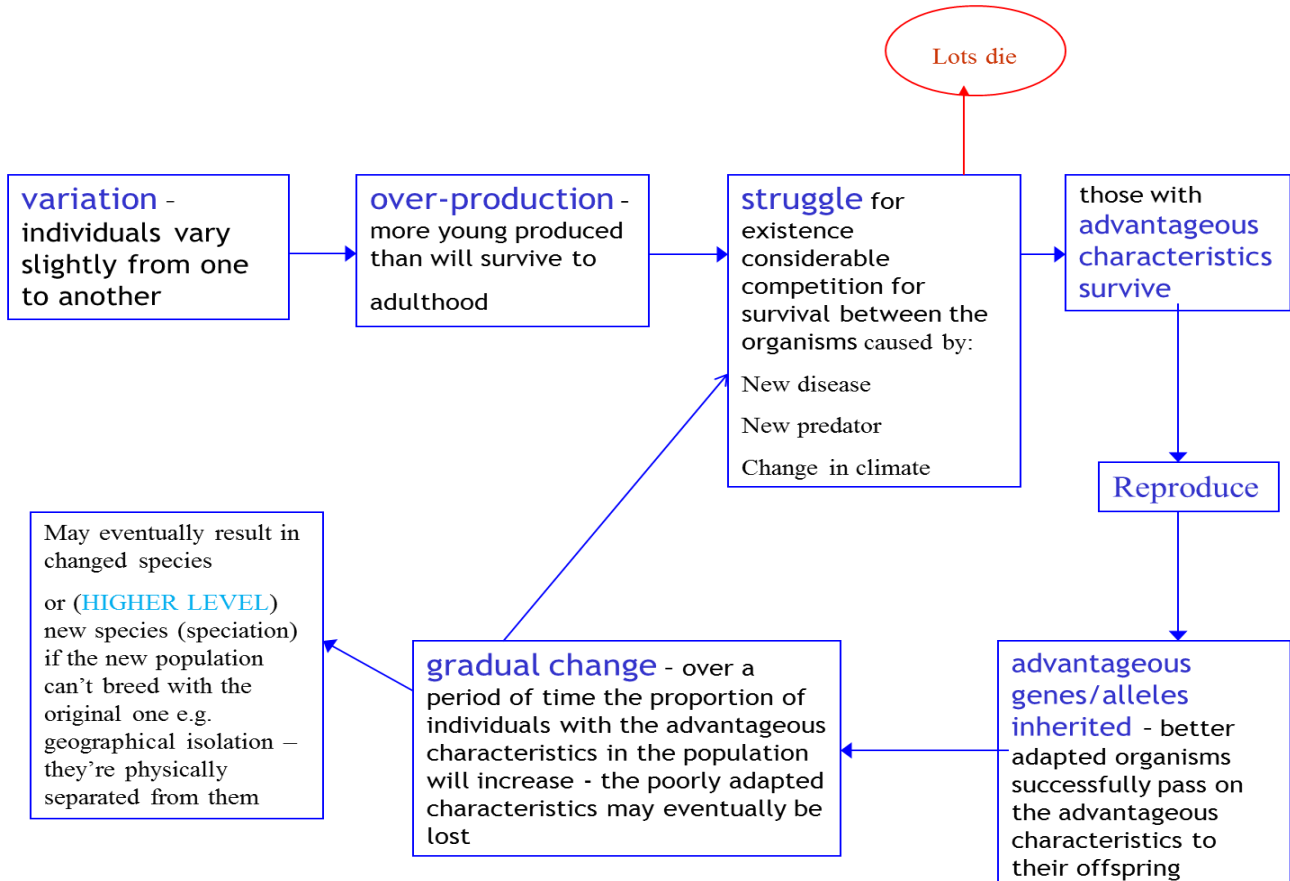 Lots die
variation -
individuals vary
slightly from one
to another
over-production -
more young produced
than will survive to
adulthood
struggle for
existence
considerable
competition for
survival between the
organisms caused by:
New disease
New predator
Change in climate
those with
advantageous
characteristics
survive
Reproduce
advantageous
genes/alleles
inherited - better
adapted organisms
successfully pass on
the advantageous
characteristics to
their offspring
gradual change - over a
period of time the proportion of
individuals with the advantageous
characteristics in the population
will increase - the poorly adapted
characteristics may eventually be
lost
May eventually result in
changed species
or (HIGHER LEVEL)
new species (speciation)
if the new population
can't breed with the
original one e.g.
geographical isolation –
they're physically
separated from them